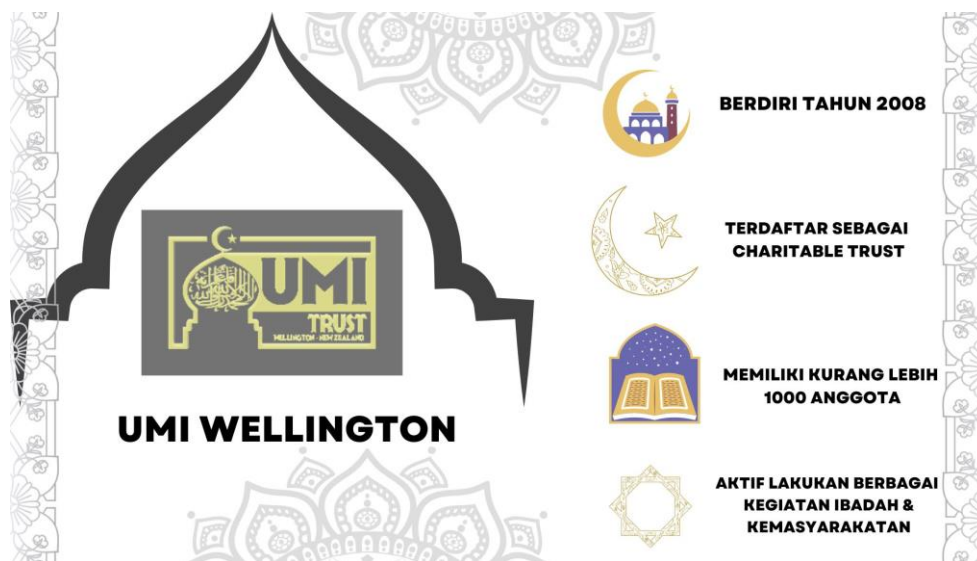 UMI
TRUST
WELLINGTON - NEW ZEALAND
UMI WELLINGTON
BERDIRI TAHUN 2008
TERDAFTAR SEBAGAI
CHARITABLE TRUST
MEMILIKI KURANG LEBIH
1000 ANGGOTA
AKTIF LAKUKAN BERBAGAI
KEGIATAN IBADAH &
KEMASYARAKATAN